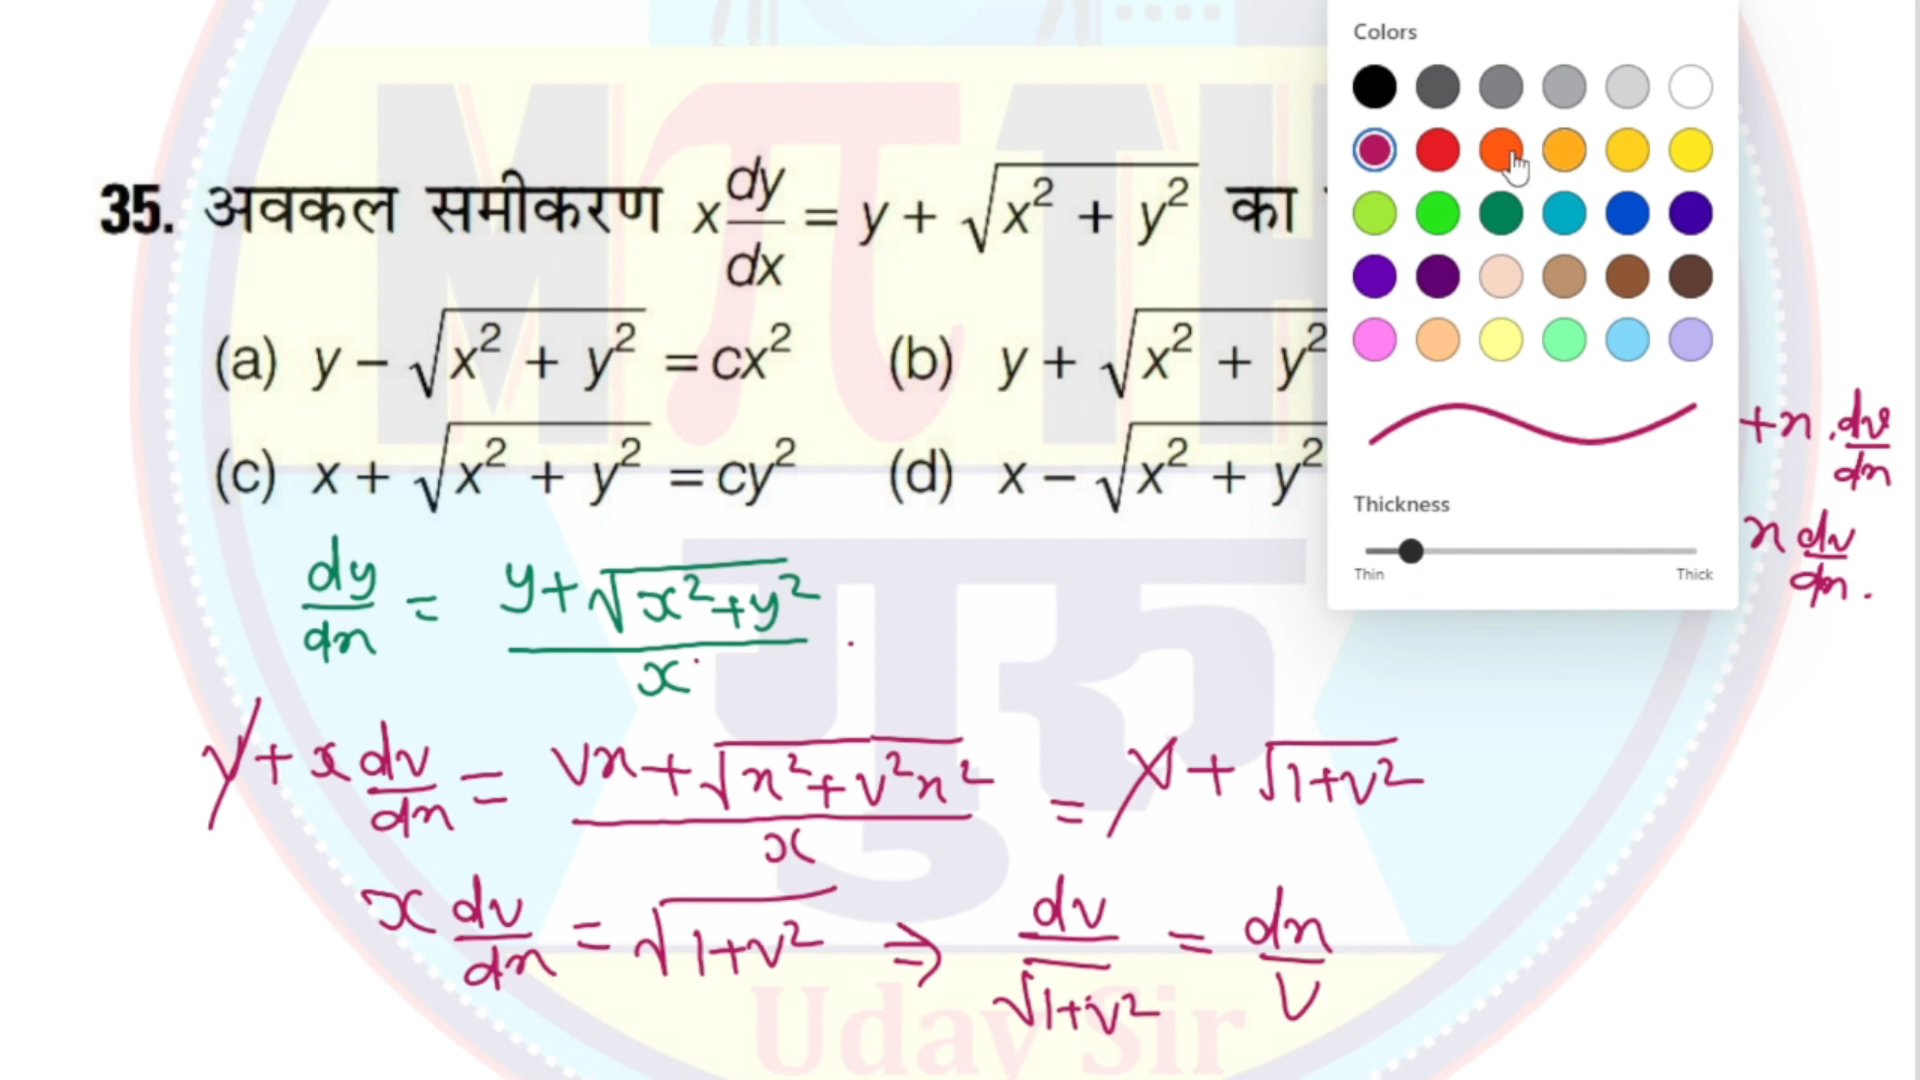 Colors
35. अवकल समीकरण x dy/dx = y + √(x² + y²) का
(a) y − √(x² + y²) = cx² (b) y + √(x² + y²
(c) x + √(x² + y²) = cy² (d) x − √(x² + y²
+x . dv/dx
Thickness
Thin Thick
x dv/dx .
dy/dx = y+√(x²+y²) / x
v + x dv/dx = vx+√(x²+v²x²) / x = v + √(1+v²)
x dv/dx = √(1+v²) ⇒ dv/√(1+v²) = dx/v
MπTH
गुरु
Uday Sir